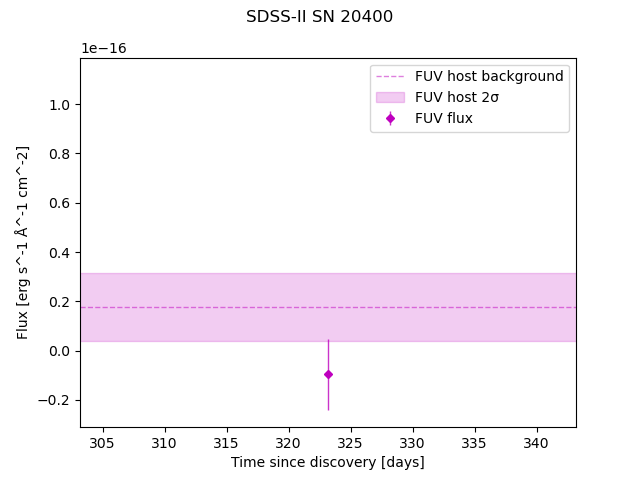 SDSS-II SN 20400
1e−16
FUV host background
FUV host 2σ
FUV flux
1.0
0.8
0.6
0.4
0.2
0.0
−0.2
Flux [erg s^-1 Å^-1 cm^-2]
305 310 315 320 325 330 335 340
Time since discovery [days]